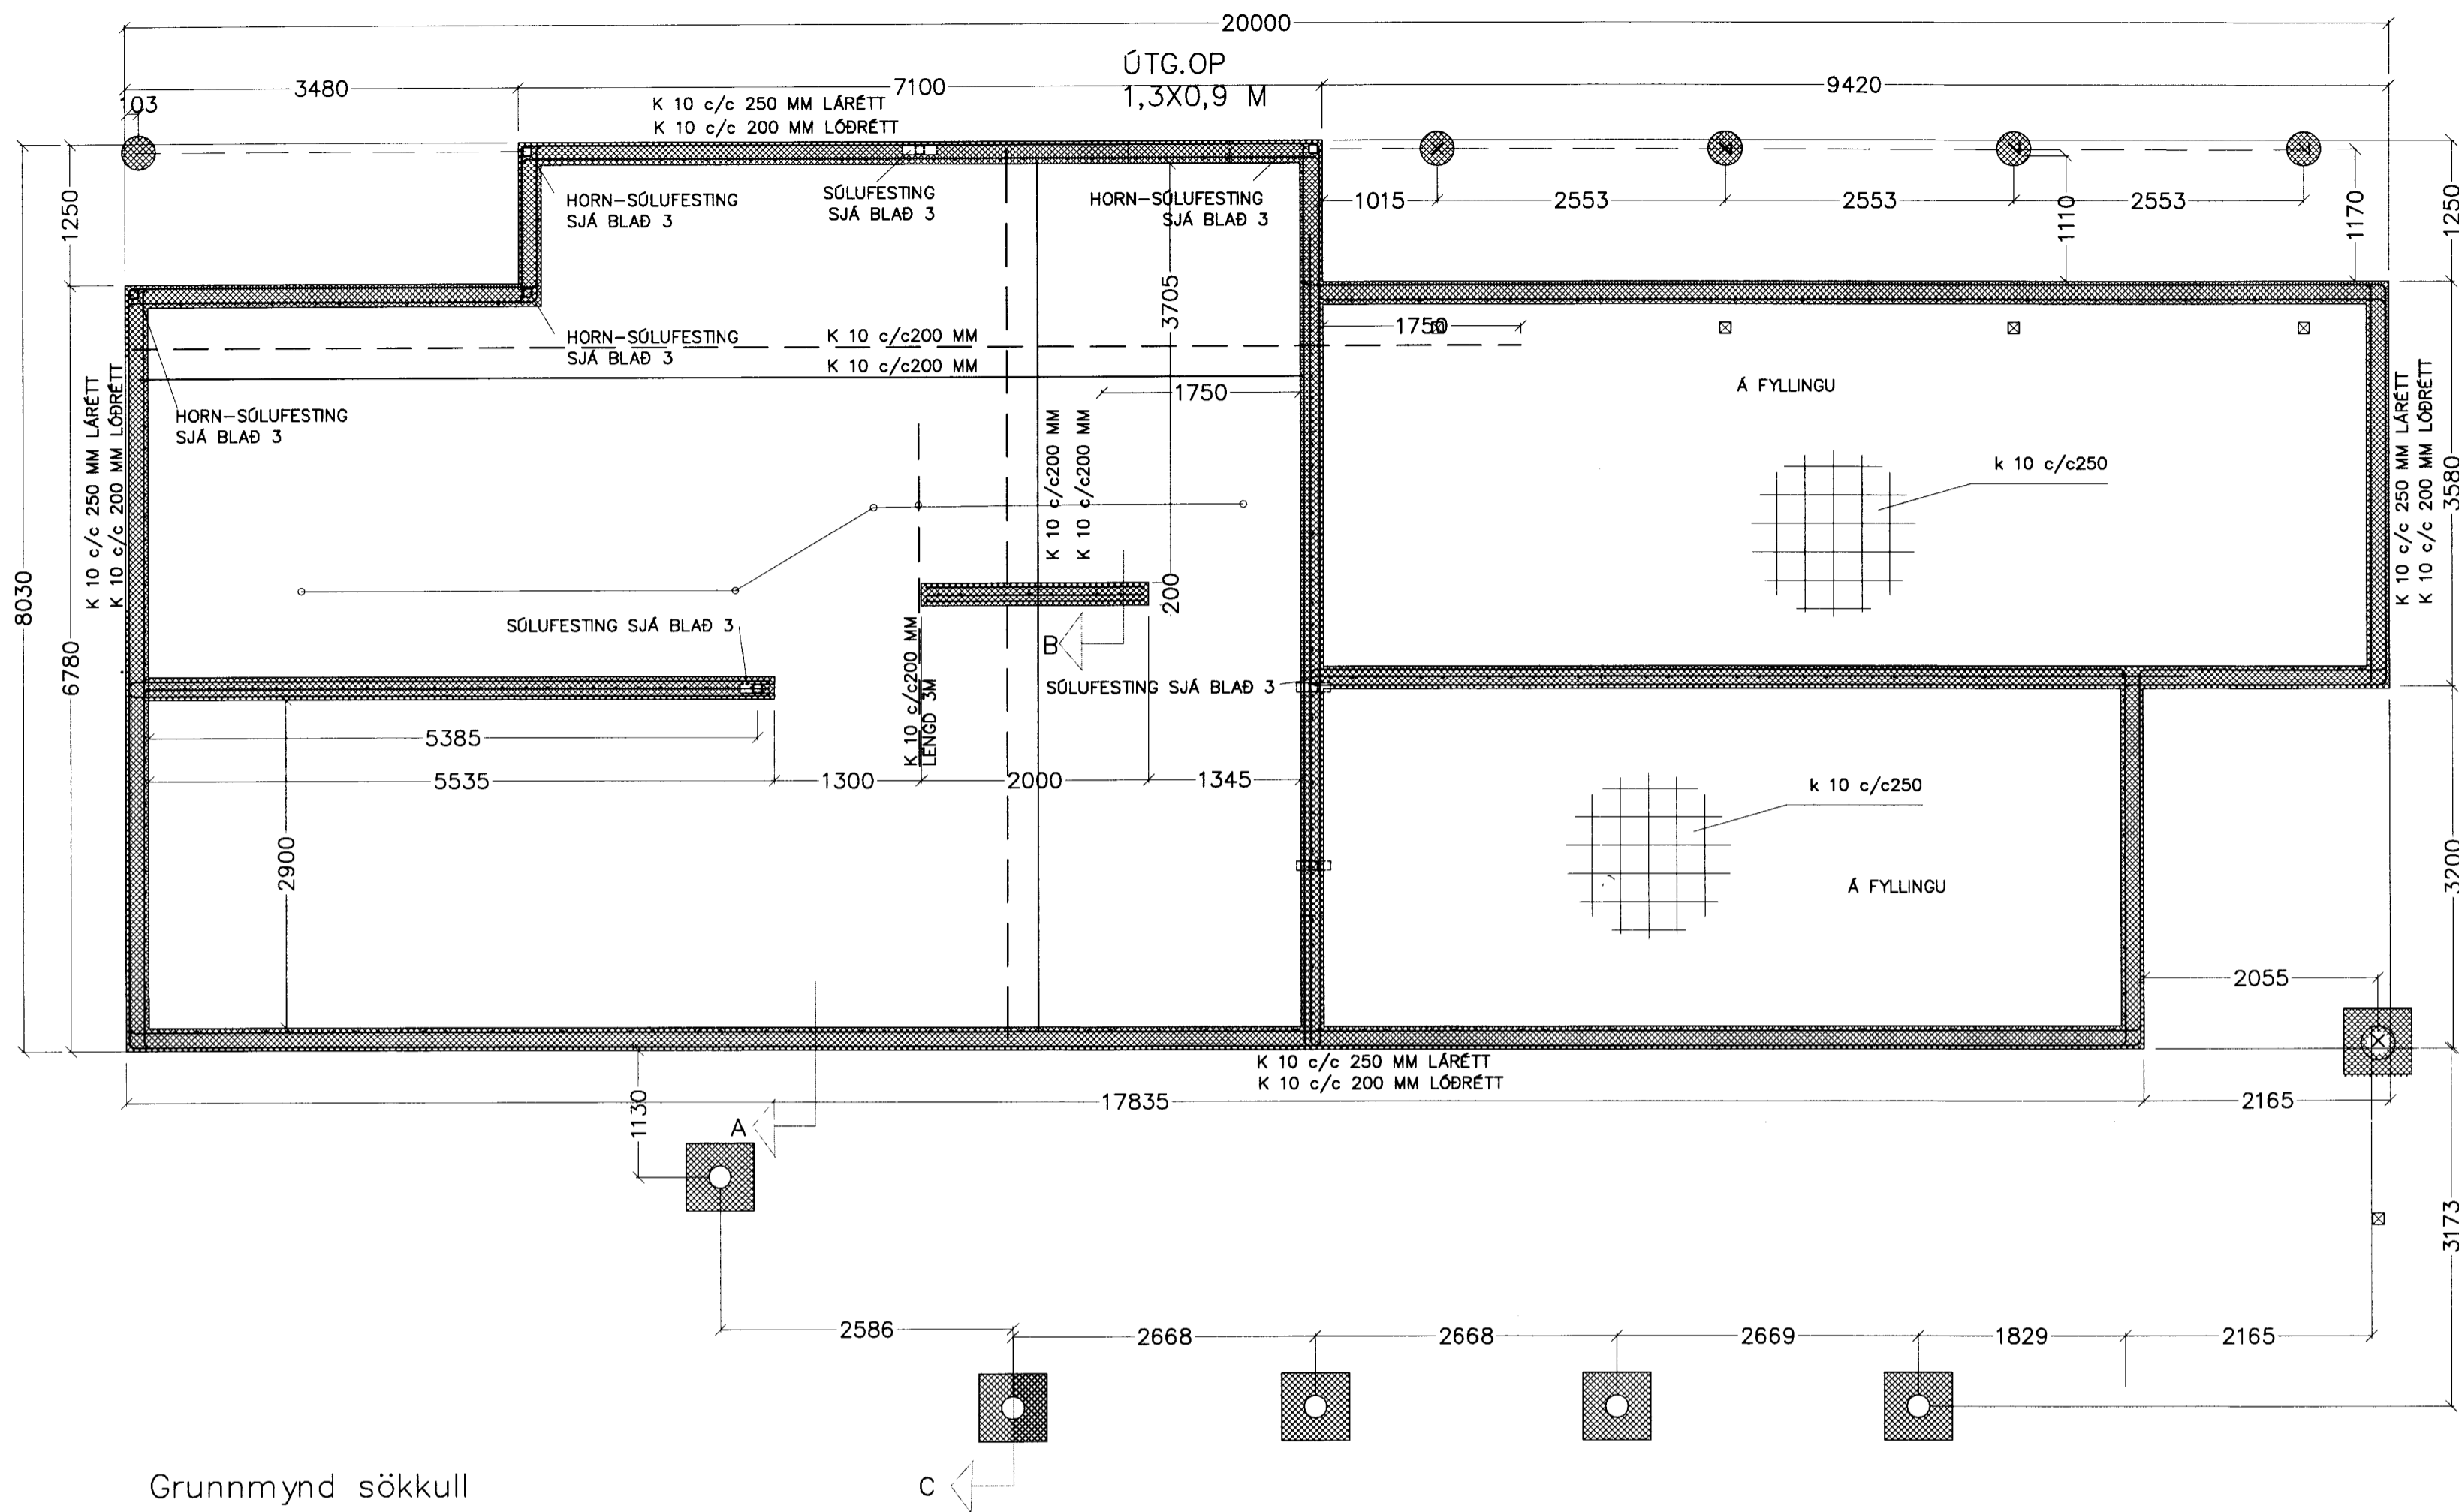 20000
ÚTG.OP
1,3X0,9 M
3480
7100
9420
103
K 10 c/c 250 MM LÁRÉTT
K 10 c/c 200 MM LÓÐRÉTT
HORN-SÚLUFESTING
SJÁ BLAÐ 3
SÚLUFESTING
SJÁ BLAÐ 3
HORN-SÚLUFESTING
SJÁ BLAÐ 3
1015
2553
2553
2553
1110
1170
1250
1250
3705
HORN-SÚLUFESTING
SJÁ BLAÐ 3
K 10 c/c200 MM
K 10 c/c200 MM
1750
1750
Á FYLLINGU
HORN-SÚLUFESTING
SJÁ BLAÐ 3
K 10 c/c 250 MM LÁRÉTT
K 10 c/c 200 MM LÓÐRÉTT
K 10 c/c200 MM
K 10 c/c200 MM
k 10 c/c250
K 10 c/c 250 MM LÁRÉTT
K 10 c/c 200 MM LÓÐRÉTT
3580
8030
6780
200
SÚLUFESTING SJÁ BLAÐ 3
B
K 10 c/c200 MM
LENGD 3M
SÚLUFESTING SJÁ BLAÐ 3
5385
5535
1300
2000
1345
k 10 c/c250
2900
Á FYLLINGU
3200
2055
K 10 c/c 250 MM LÁRÉTT
K 10 c/c 200 MM LÓÐRÉTT
17835
2165
1130
A
3173
2586
2668
2668
2669
1829
2165
Grunnmynd sökkull
C